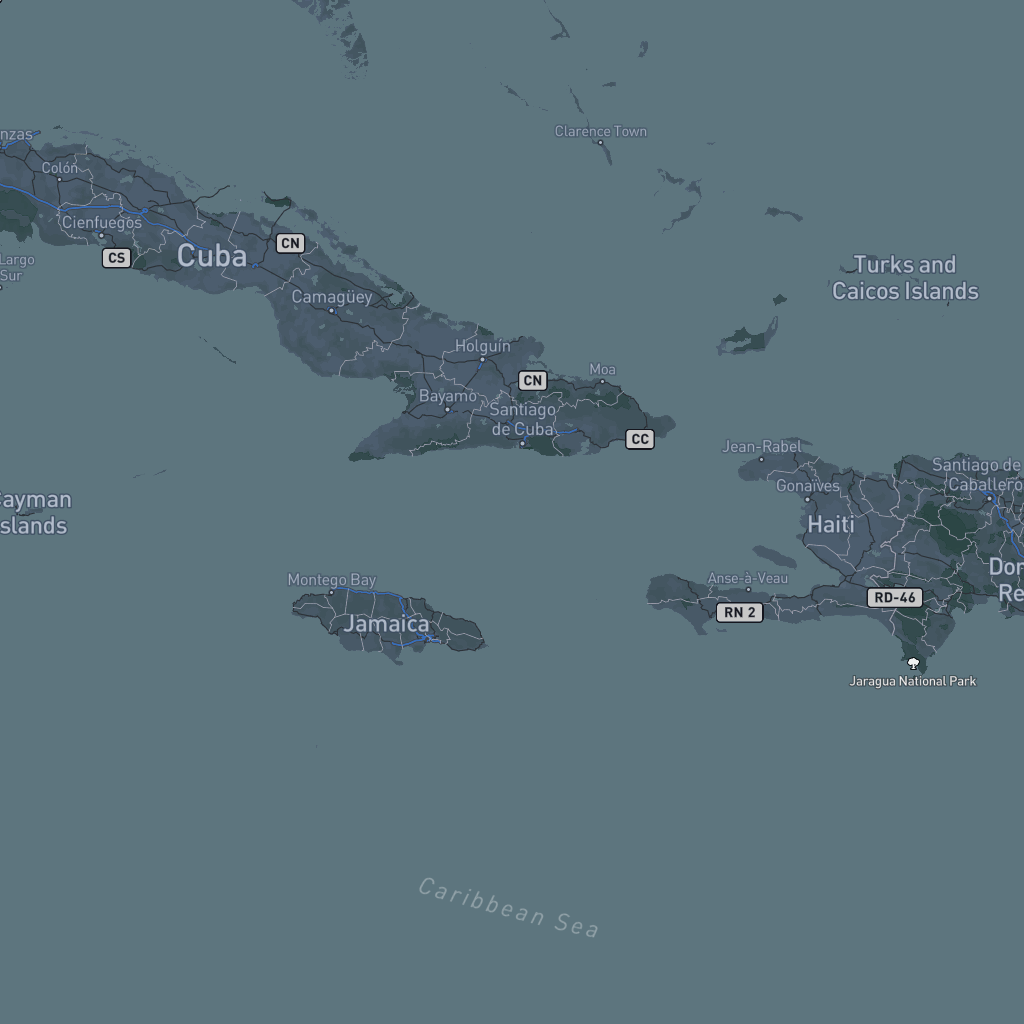 Clarence Town
nzas
Colón
Cienfuegos
CN
CS
Cuba
Largo
Sur
Turks and
Caicos Islands
Camagüey
Holguín
CN
Moa
Bayamo
Santiago
de Cuba
CC
Jean-Rabel
Santiago de
Caballero
Gonaïves
Cayman
Islands
Haiti
Montego Bay
Anse-à-Veau
Dom
Re
RD-46
RN 2
Jamaica
Jaragua National Park
Caribbean Sea